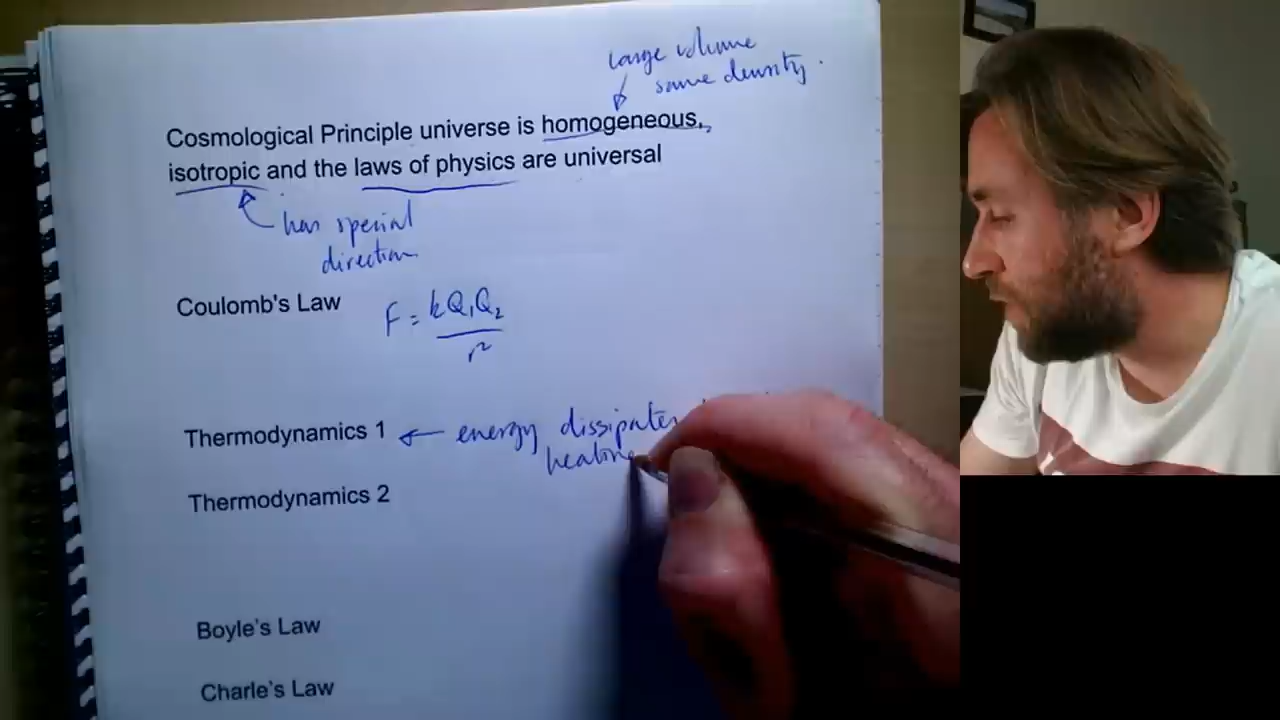 large volume
same density.
Cosmological Principle universe is homogeneous,
isotropic and the laws of physics are universal
has special
direction
Coulomb's Law F = kQ₁Q₂
r²
Thermodynamics 1 ← energy dissipates
heating
Thermodynamics 2
Boyle's Law
Charle's Law